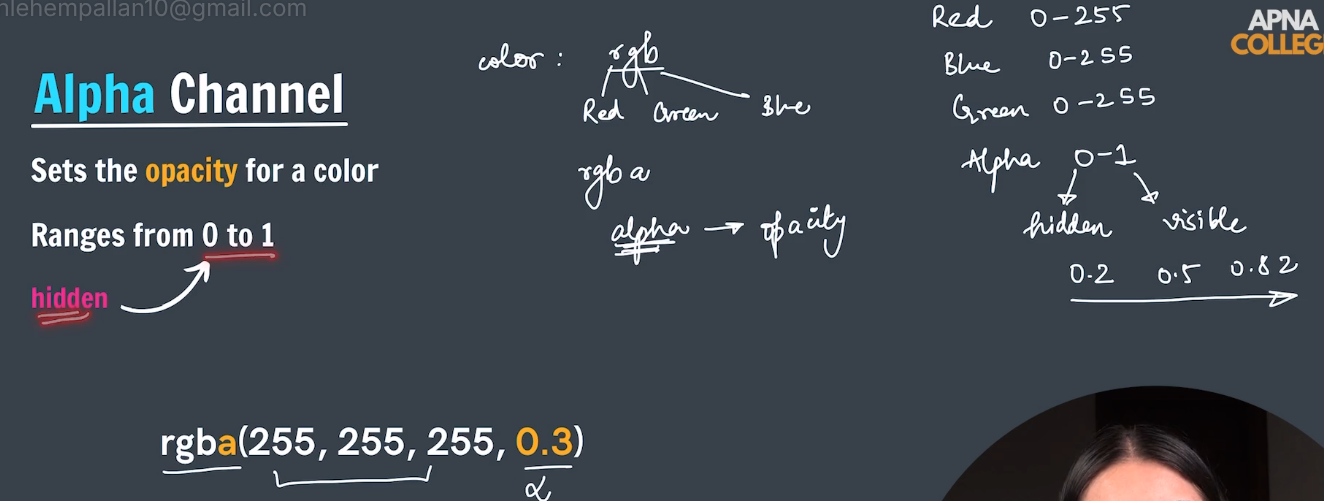 nlehempallan10@gmail.com
APNA
COLLEG
Alpha Channel
Sets the opacity for a color
Ranges from 0 to 1
hidden
color : rgb
Red Green Blue
rgba
alpha → opacity
Red 0-255
Blue 0-255
Green 0-255
Alpha 0-1
hidden visible
0.2 0.5 0.82
rgba(255, 255, 255, 0.3)
α